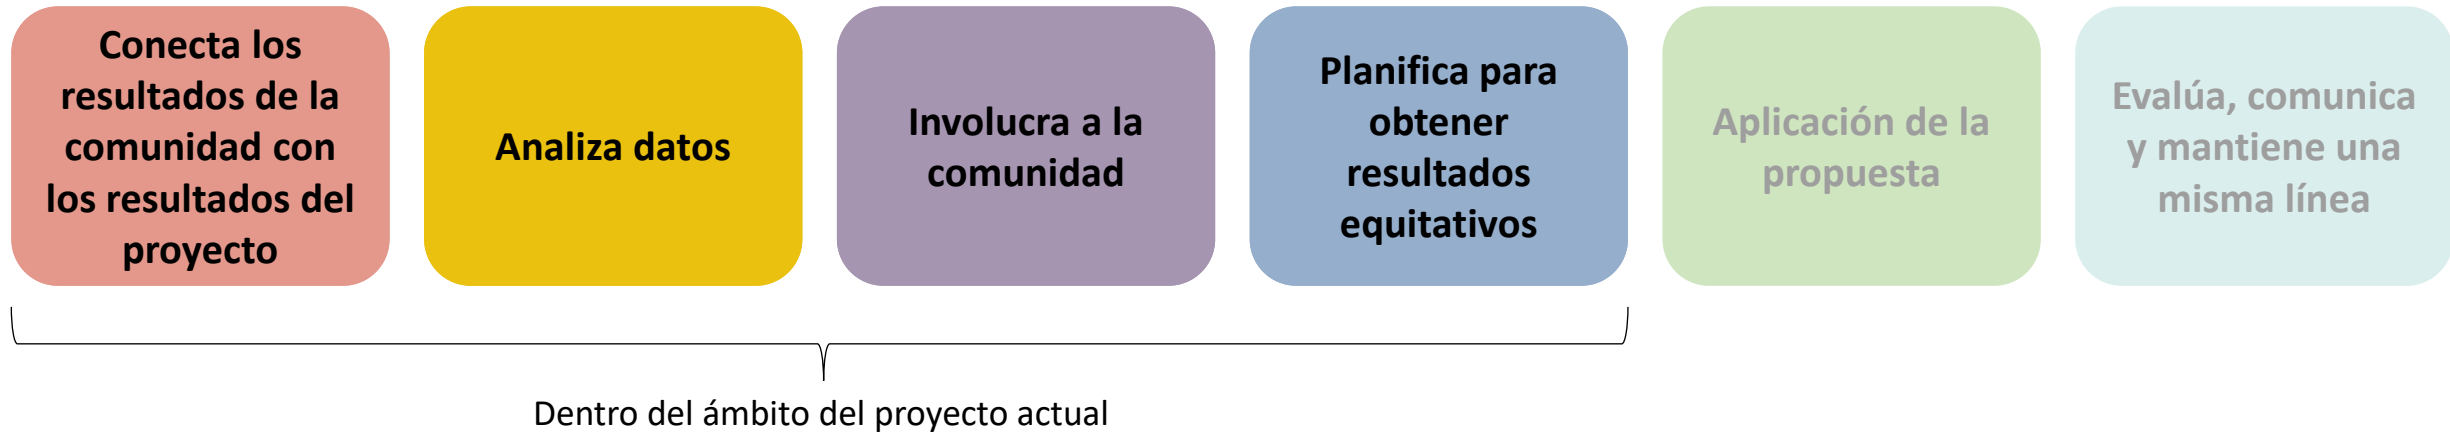 Conecta los
resultados de la
comunidad con
los resultados del
proyecto
Analiza datos
Involucra a la
comunidad
Planifica para
obtener
resultados
equitativos
Aplicación de la
propuesta
Evalúa, comunica
y mantiene una
misma línea
Dentro del ámbito del proyecto actual